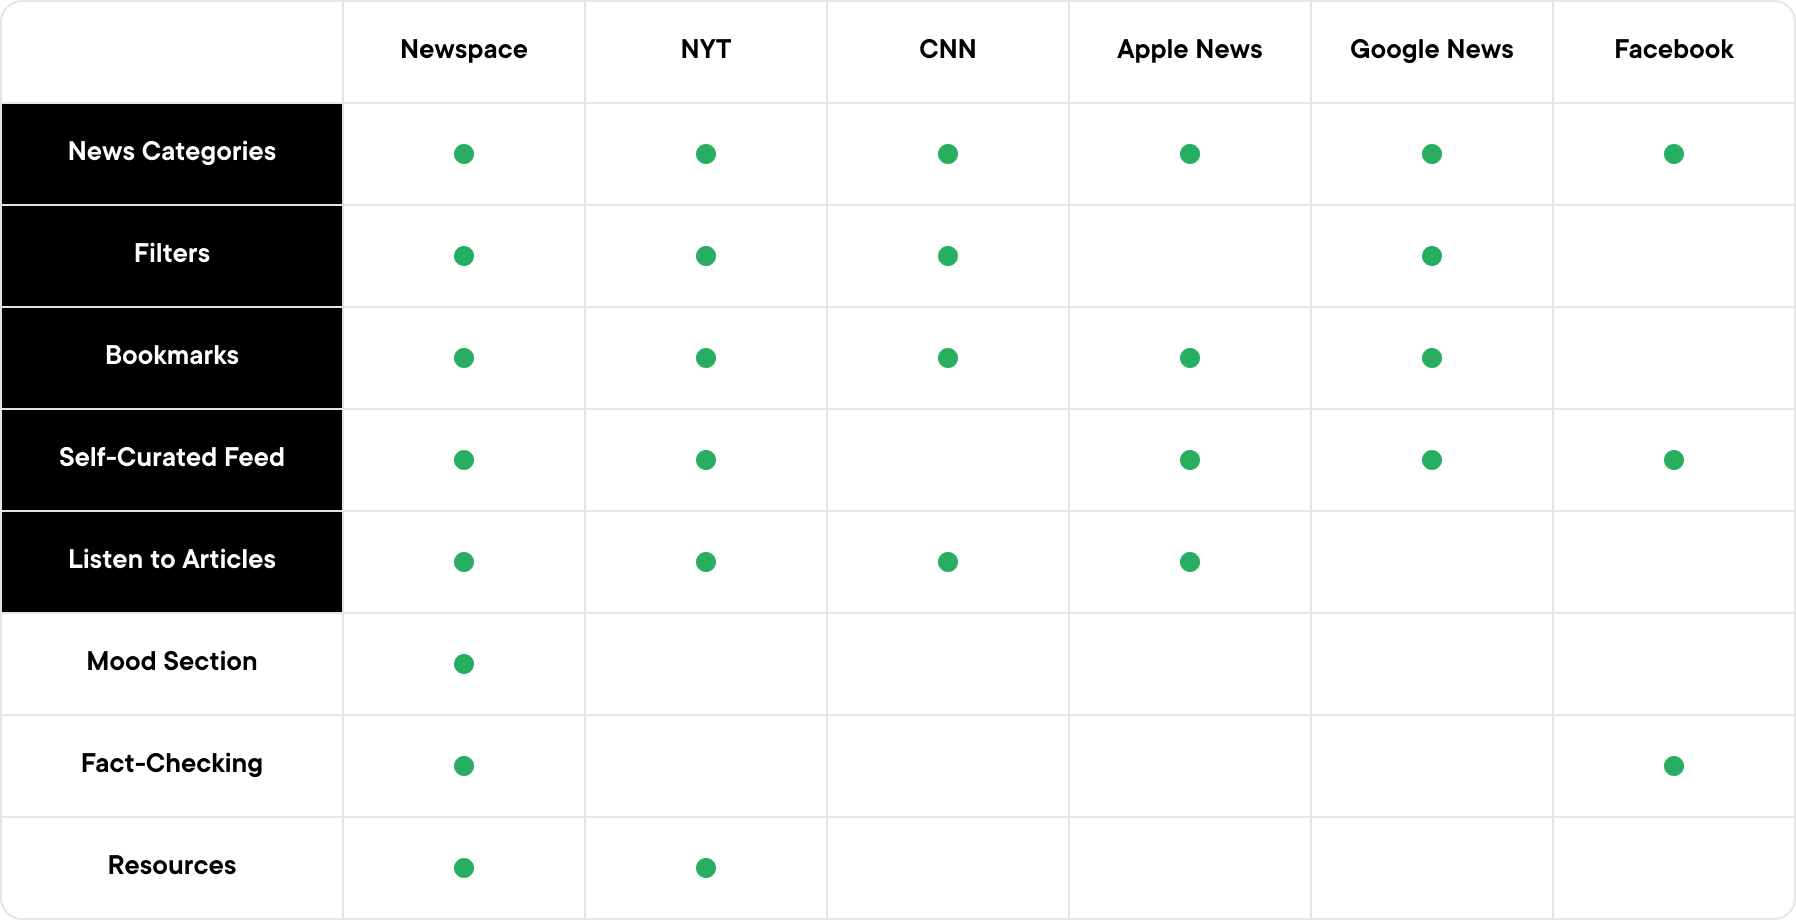 Newspace NYT CNN Apple News Google News Facebook
News Categories
Filters
Bookmarks
Self-Curated Feed
Listen to Articles
Mood Section
Fact-Checking
Resources